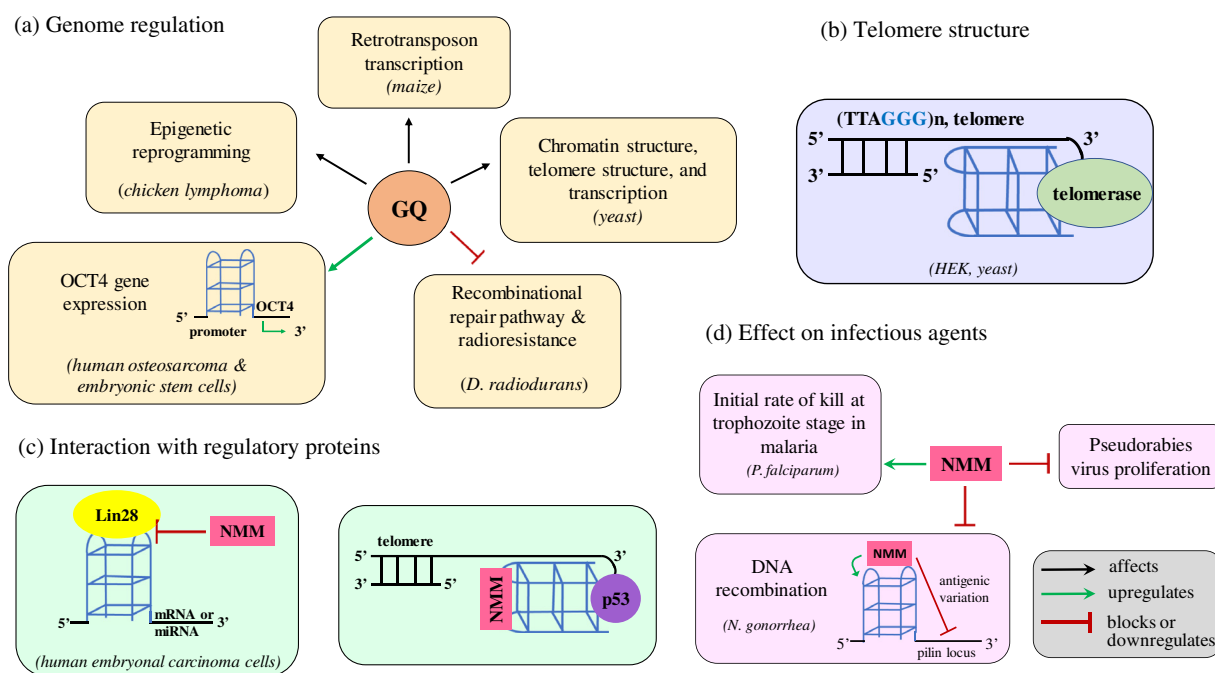 (a) Genome regulation
Retrotransposon
transcription
(maize)
Epigenetic
reprogramming
(chicken lymphoma)
Chromatin structure,
telomere structure, and
transcription
(yeast)
GQ
OCT4 gene
expression
5’
promoter
OCT4
3’
(human osteosarcoma &
embryonic stem cells)
Recombinational
repair pathway &
radioresistance
(D. radiodurans)
(b) Telomere structure
(TTAGGG)n, telomere
5’
3’
3’
5’
telomerase
(HEK, yeast)
(c) Interaction with regulatory proteins
Lin28
NMM
5’
mRNA or
miRNA
3’
(human embryonal carcinoma cells)
telomere
5’
3’
3’
5’
NMM
p53
(d) Effect on infectious agents
Initial rate of kill at
trophozoite stage in
malaria
(P. falciparum)
NMM
Pseudorabies
virus proliferation
DNA
recombination
(N. gonorrhea)
NMM
antigenic
variation
5’
3’
pilin locus
affects
upregulates
blocks or
downregulates